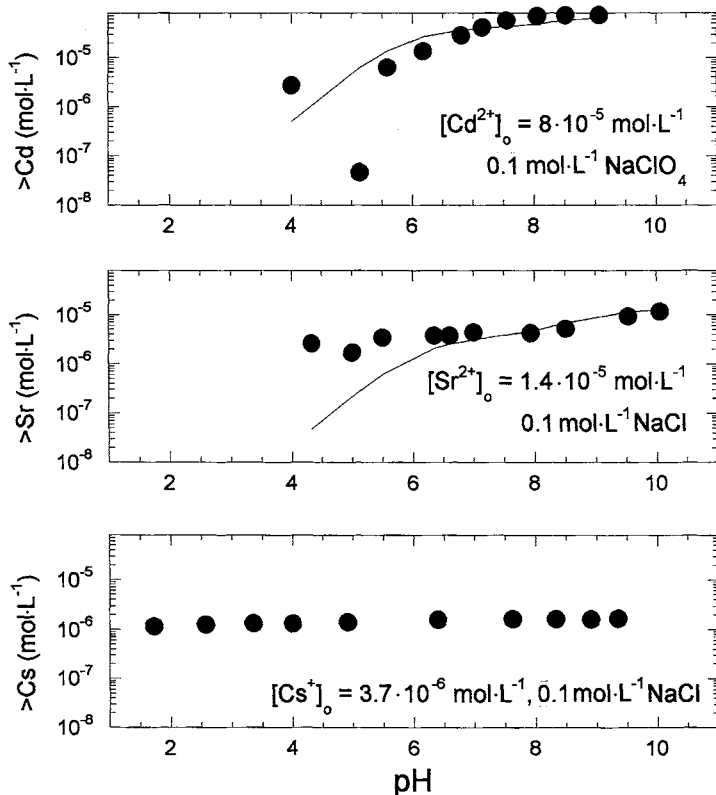 >Cd (mol·L⁻¹)
10⁻⁵
10⁻⁶
10⁻⁷
10⁻⁸
[Cd²⁺]ₒ = 8·10⁻⁵ mol·L⁻¹
0.1 mol·L⁻¹ NaClO₄
2 4 6 8 10
>Sr (mol·L⁻¹)
10⁻⁵
10⁻⁶
10⁻⁷
10⁻⁸
[Sr²⁺]ₒ = 1.4·10⁻⁵ mol·L⁻¹
0.1 mol·L⁻¹ NaCl
2 4 6 8 10
>Cs (mol·L⁻¹)
10⁻⁵
10⁻⁶
10⁻⁷
10⁻⁸
[Cs⁺]ₒ = 3.7·10⁻⁶ mol·L⁻¹, 0.1 mol·L⁻¹ NaCl
2 4 6 8 10
pH